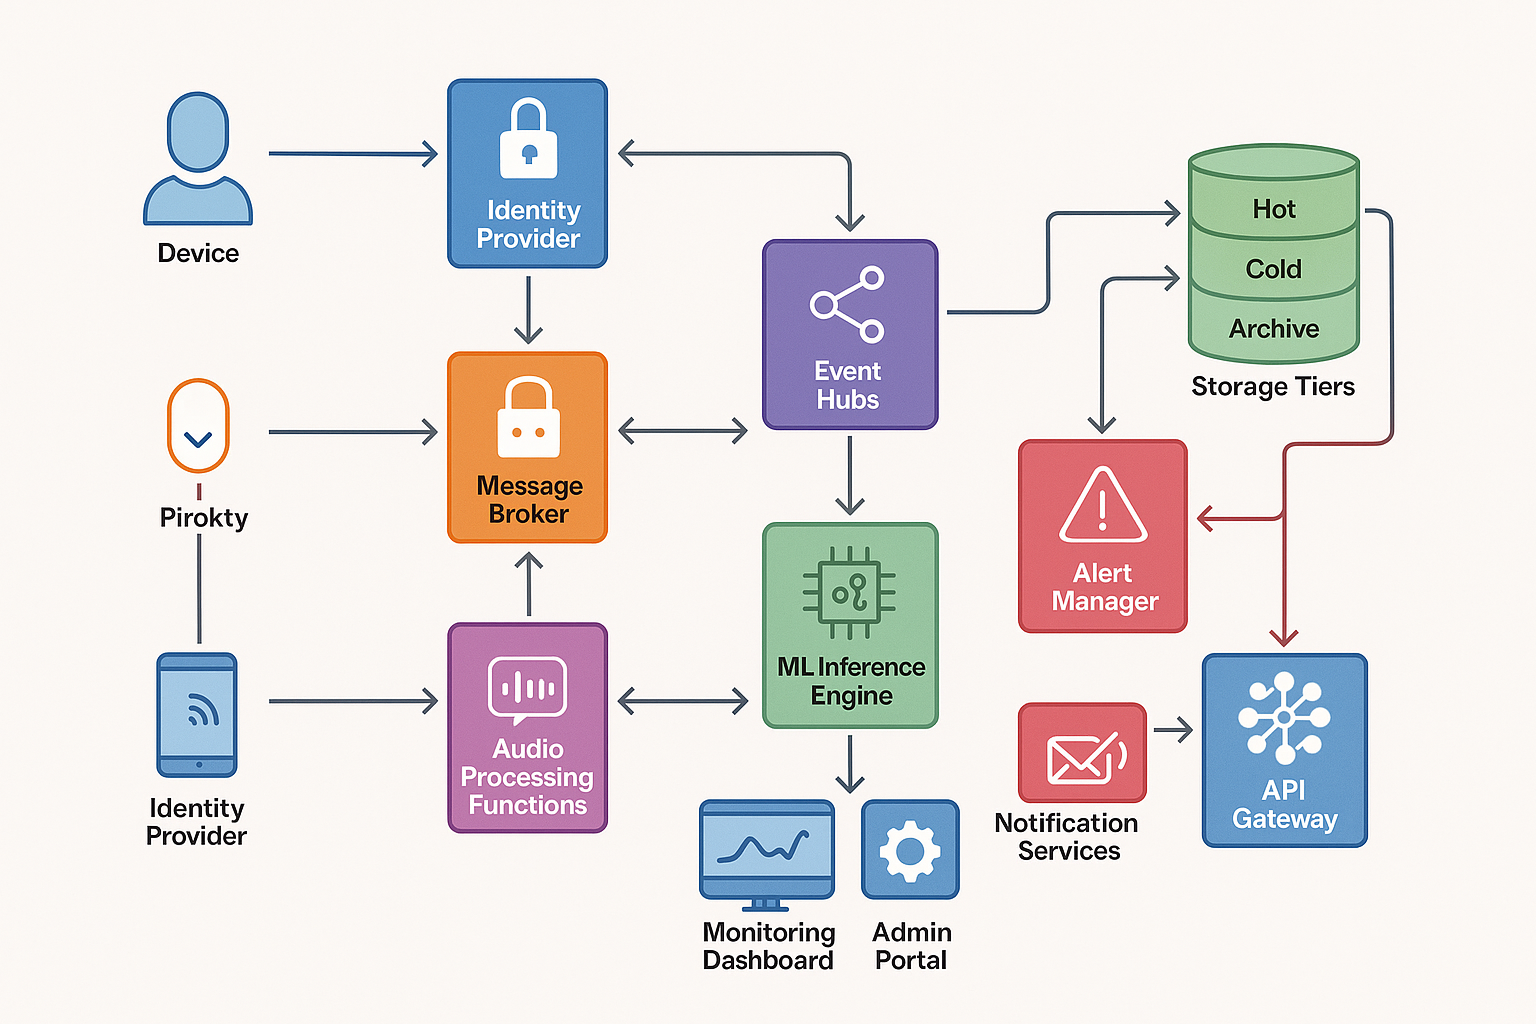 Device
Identity
Provider
Pirokty
Message
Broker
Identity
Provider
Audio
Processing
Functions
Event
Hubs
ML Inference
Engine
Monitoring
Dashboard
Admin
Portal
Hot
Cold
Archive
Storage Tiers
Alert
Manager
Notification
Services
API
Gateway